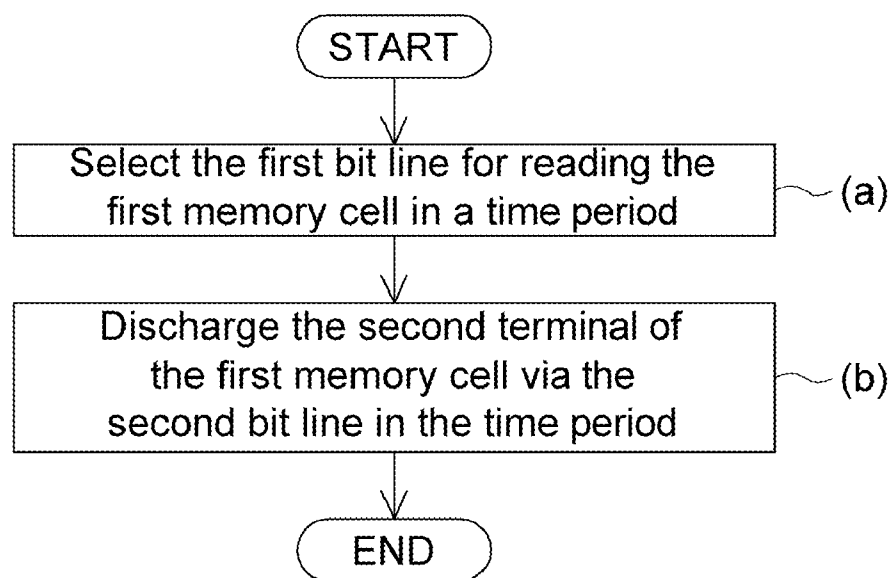 START
Select the first bit line for reading the
first memory cell in a time period
(a)
Discharge the second terminal of
the first memory cell via the
second bit line in the time period
(b)
END